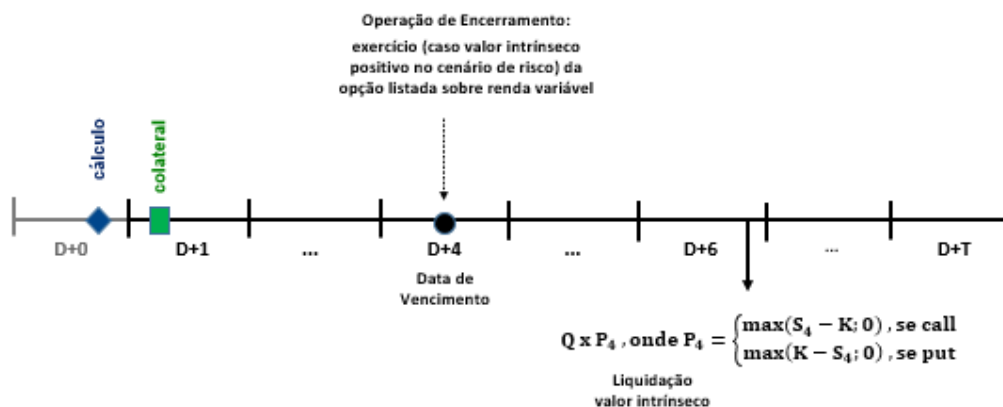 Operação de Encerramento:
exercício (caso valor intrínseco
positivo no cenário de risco) da
opção listada sobre renda variável
cálculo
colateral
D+0
D+1
...
D+4
...
D+6
...
D+T
Data de
Vencimento
Q x P₄ , onde P₄ = { max(S₄ − K; 0) , se call
max(K − S₄; 0) , se put
Liquidação
valor intrínseco